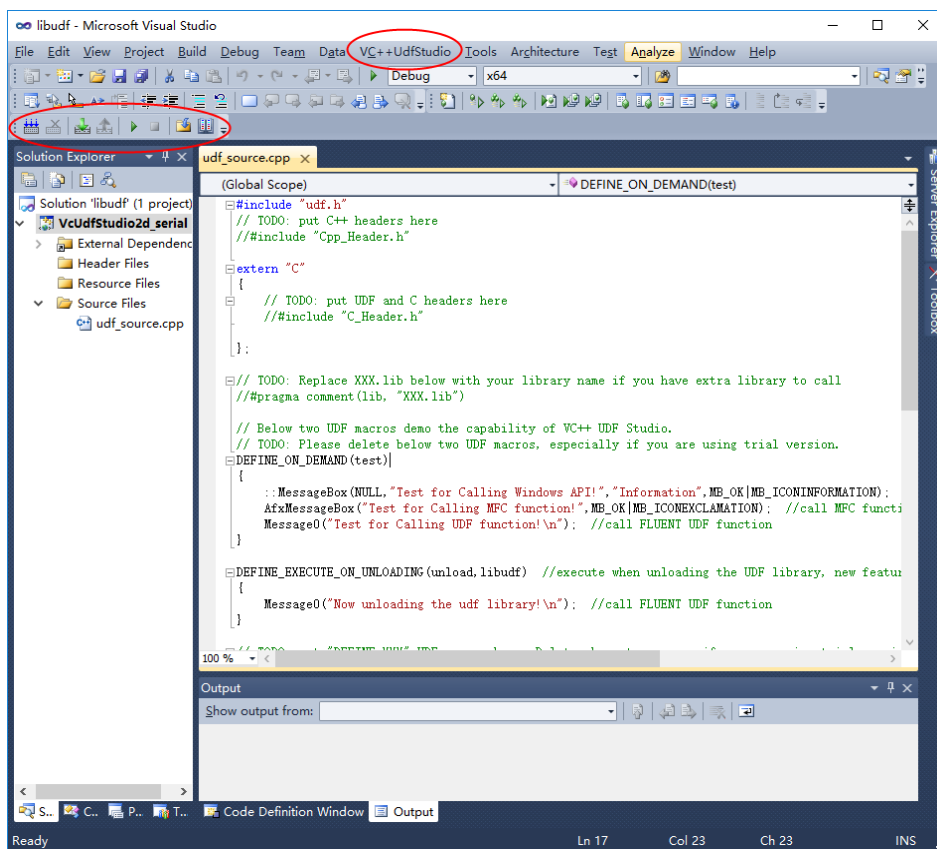 libudf - Microsoft Visual Studio
File Edit View Project Build Debug Team Data VC++UdfStudio Tools Architecture Test Analyze Window Help
Debug x64
Solution Explorer
udf_source.cpp
(Global Scope) DEFINE_ON_DEMAND(test)
Solution 'libudf' (1 project)
VcUdfStudio2d_serial
External Dependenc
Header Files
Resource Files
Source Files
udf_source.cpp
#include "udf.h"
// TODO: put C++ headers here
//#include "Cpp_Header.h"
extern "C"
{
// TODO: put UDF and C headers here
//#include "C_Header.h"
};
// TODO: Replace XXX.lib below with your library name if you have extra library to call
//#pragma comment(lib, "XXX.lib")
// Below two UDF macros demo the capability of VC++ UDF Studio.
// TODO: Please delete below two UDF macros, especially if you are using trial version.
DEFINE_ON_DEMAND(test)
{
::MessageBox(NULL,"Test for Calling Windows API!","Information",MB_OK|MB_ICONINFORMATION);
AfxMessageBox("Test for Calling MFC function!",MB_OK|MB_ICONEXCLAMATION); //call MFC functi
Message0("Test for Calling UDF function!\n"); //call FLUENT UDF function
}
DEFINE_EXECUTE_ON_UNLOADING(unload,libudf) //execute when unloading the UDF library, new featur
{
Message0("Now unloading the udf library!\n"); //call FLUENT UDF function
}
100 %
Server Explorer
Toolbox
Output
Show output from:
S... C.. P... T...
Code Definition Window Output
Ready Ln 17 Col 23 Ch 23 INS